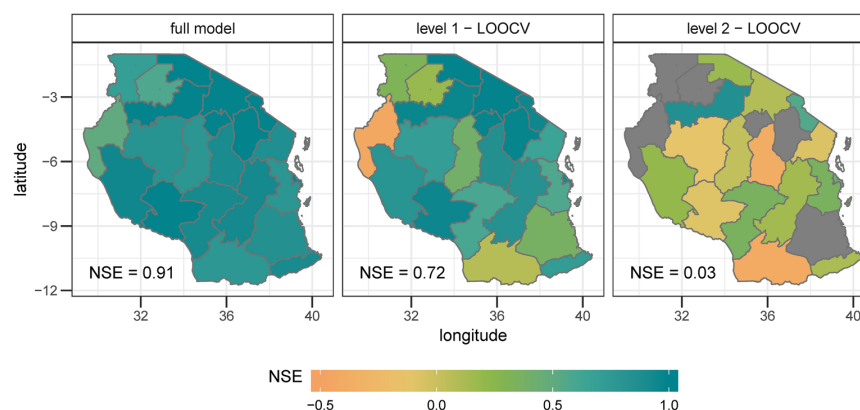 full model
level 1 − LOOCV
level 2 − LOOCV
−3
−6
−9
−12
latitude
NSE = 0.91
NSE = 0.72
NSE = 0.03
32 36 40
32 36 40
32 36 40
longitude
NSE
−0.5 0.0 0.5 1.0